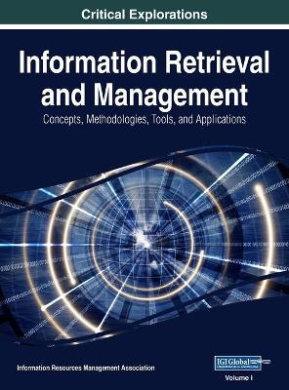 Critical Explorations
Information Retrieval
and Management
Concepts, Methodologies, Tools, and Applications
Information Resources Management Association
IGI Global
Volume I